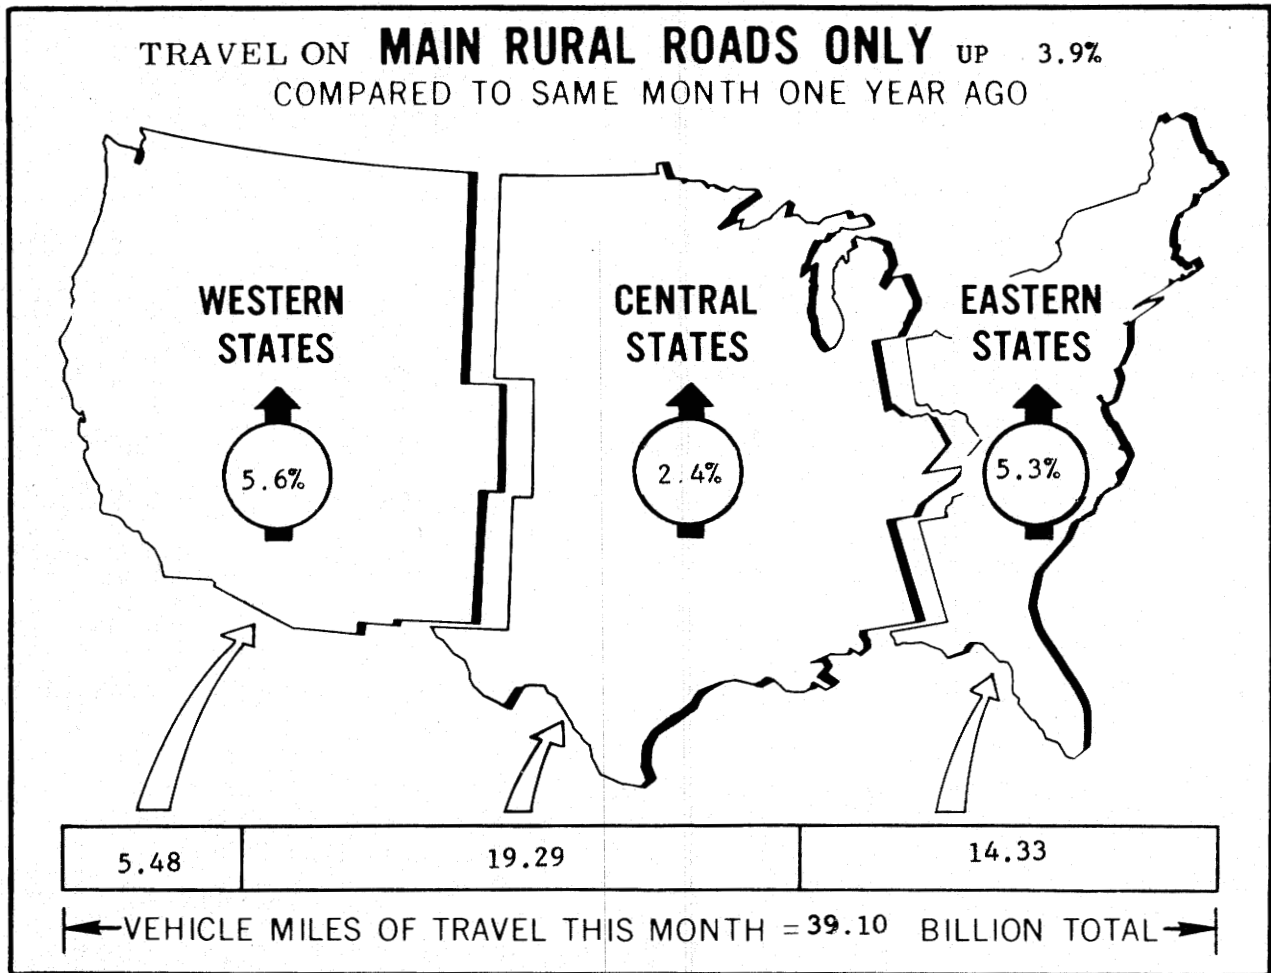 TRAVEL ON MAIN RURAL ROADS ONLY UP 3.9%
COMPARED TO SAME MONTH ONE YEAR AGO
WESTERN
STATES
CENTRAL
STATES
EASTERN
STATES
5.6%
2.4%
5.3%
5.48
19.29
14.33
VEHICLE MILES OF TRAVEL THIS MONTH = 39.10 BILLION TOTAL